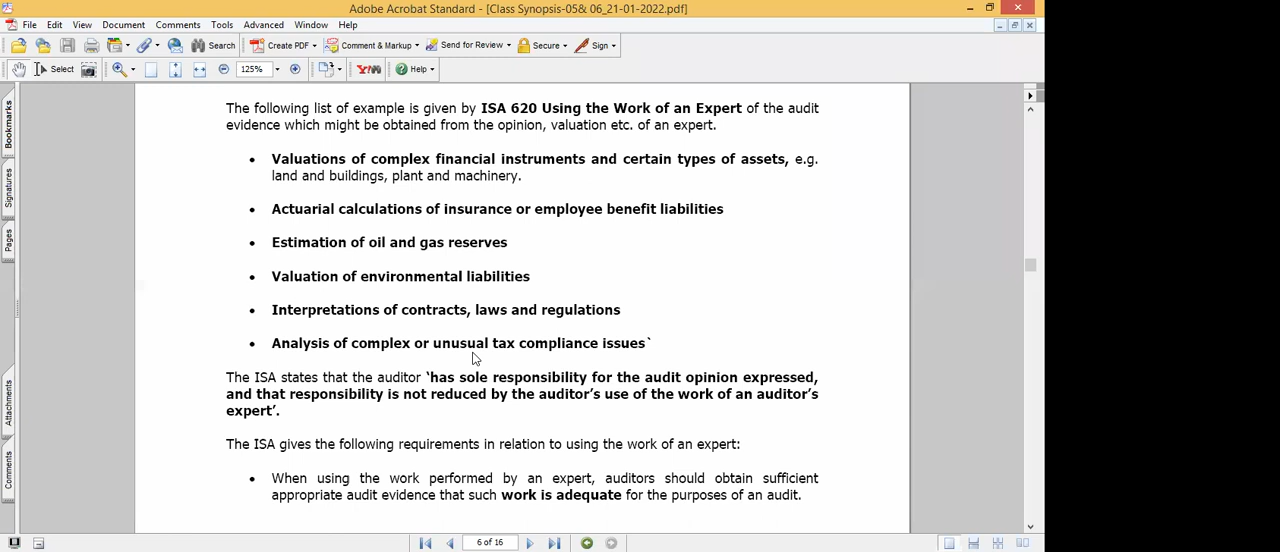 Adobe Acrobat Standard - [Class Synopsis-05& 06_21-01-2022.pdf]
File Edit View Document Comments Tools Advanced Window Help
Search Create PDF Comment & Markup Send for Review Secure Sign
Select 125% Y! Help
Bookmarks
Signatures
Pages
Attachments
Comments
The following list of example is given by ISA 620 Using the Work of an Expert of the audit
evidence which might be obtained from the opinion, valuation etc. of an expert.
• Valuations of complex financial instruments and certain types of assets, e.g.
land and buildings, plant and machinery.
• Actuarial calculations of insurance or employee benefit liabilities
• Estimation of oil and gas reserves
• Valuation of environmental liabilities
• Interpretations of contracts, laws and regulations
• Analysis of complex or unusual tax compliance issues`
The ISA states that the auditor ‘has sole responsibility for the audit opinion expressed,
and that responsibility is not reduced by the auditor’s use of the work of an auditor’s
expert’.
The ISA gives the following requirements in relation to using the work of an expert:
• When using the work performed by an expert, auditors should obtain sufficient
appropriate audit evidence that such work is adequate for the purposes of an audit.
6 of 16